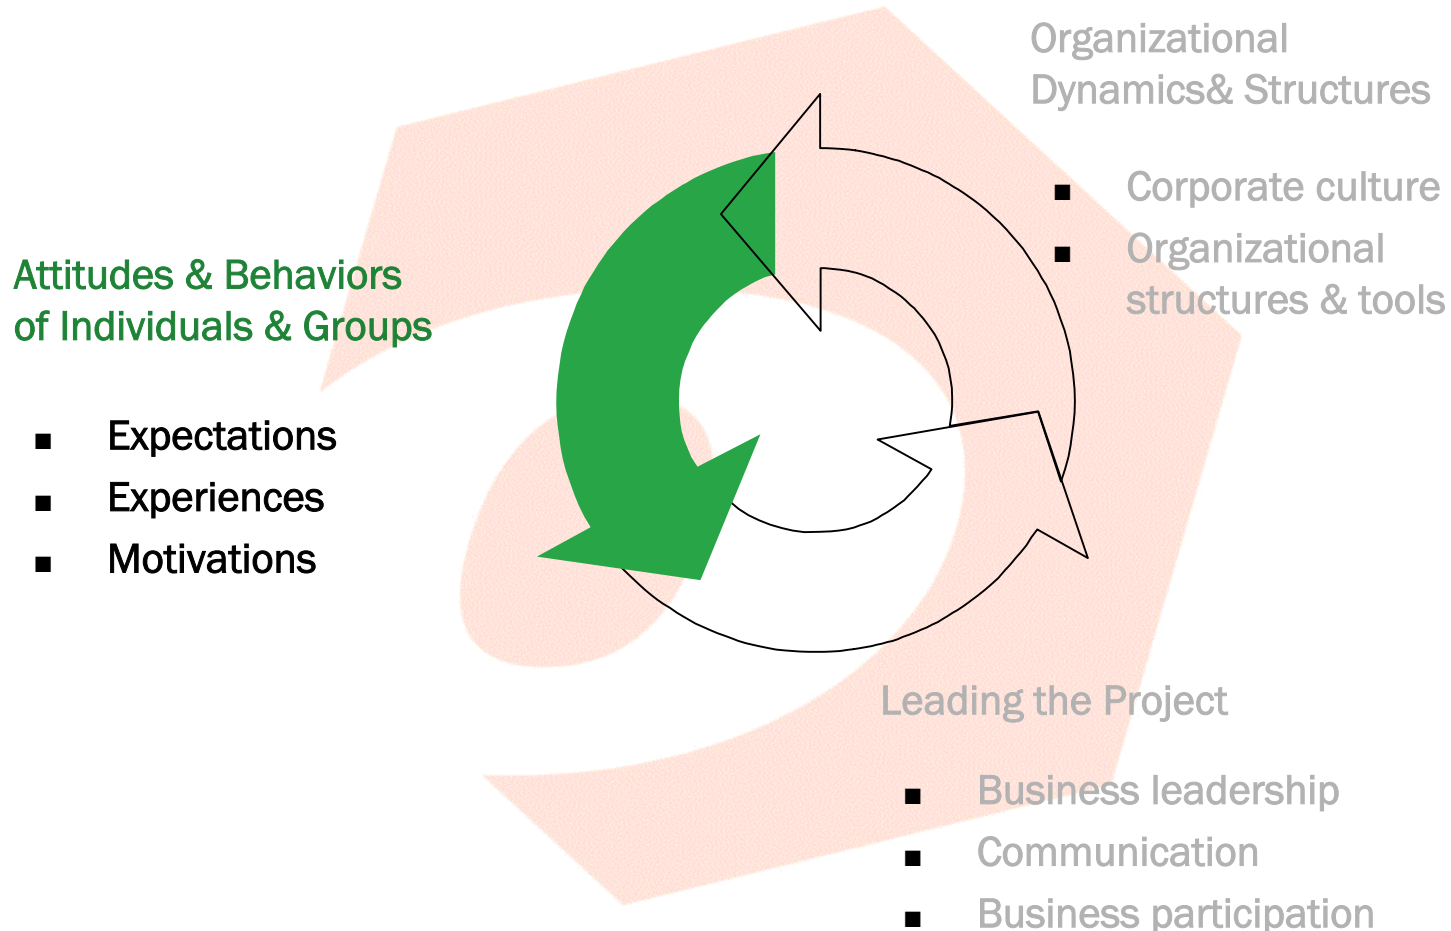 Organizational
Dynamics& Structures
■ Corporate culture
■ Organizational
structures & tools
Attitudes & Behaviors
of Individuals & Groups
■ Expectations
■ Experiences
■ Motivations
Leading the Project
■ Business leadership
■ Communication
■ Business participation